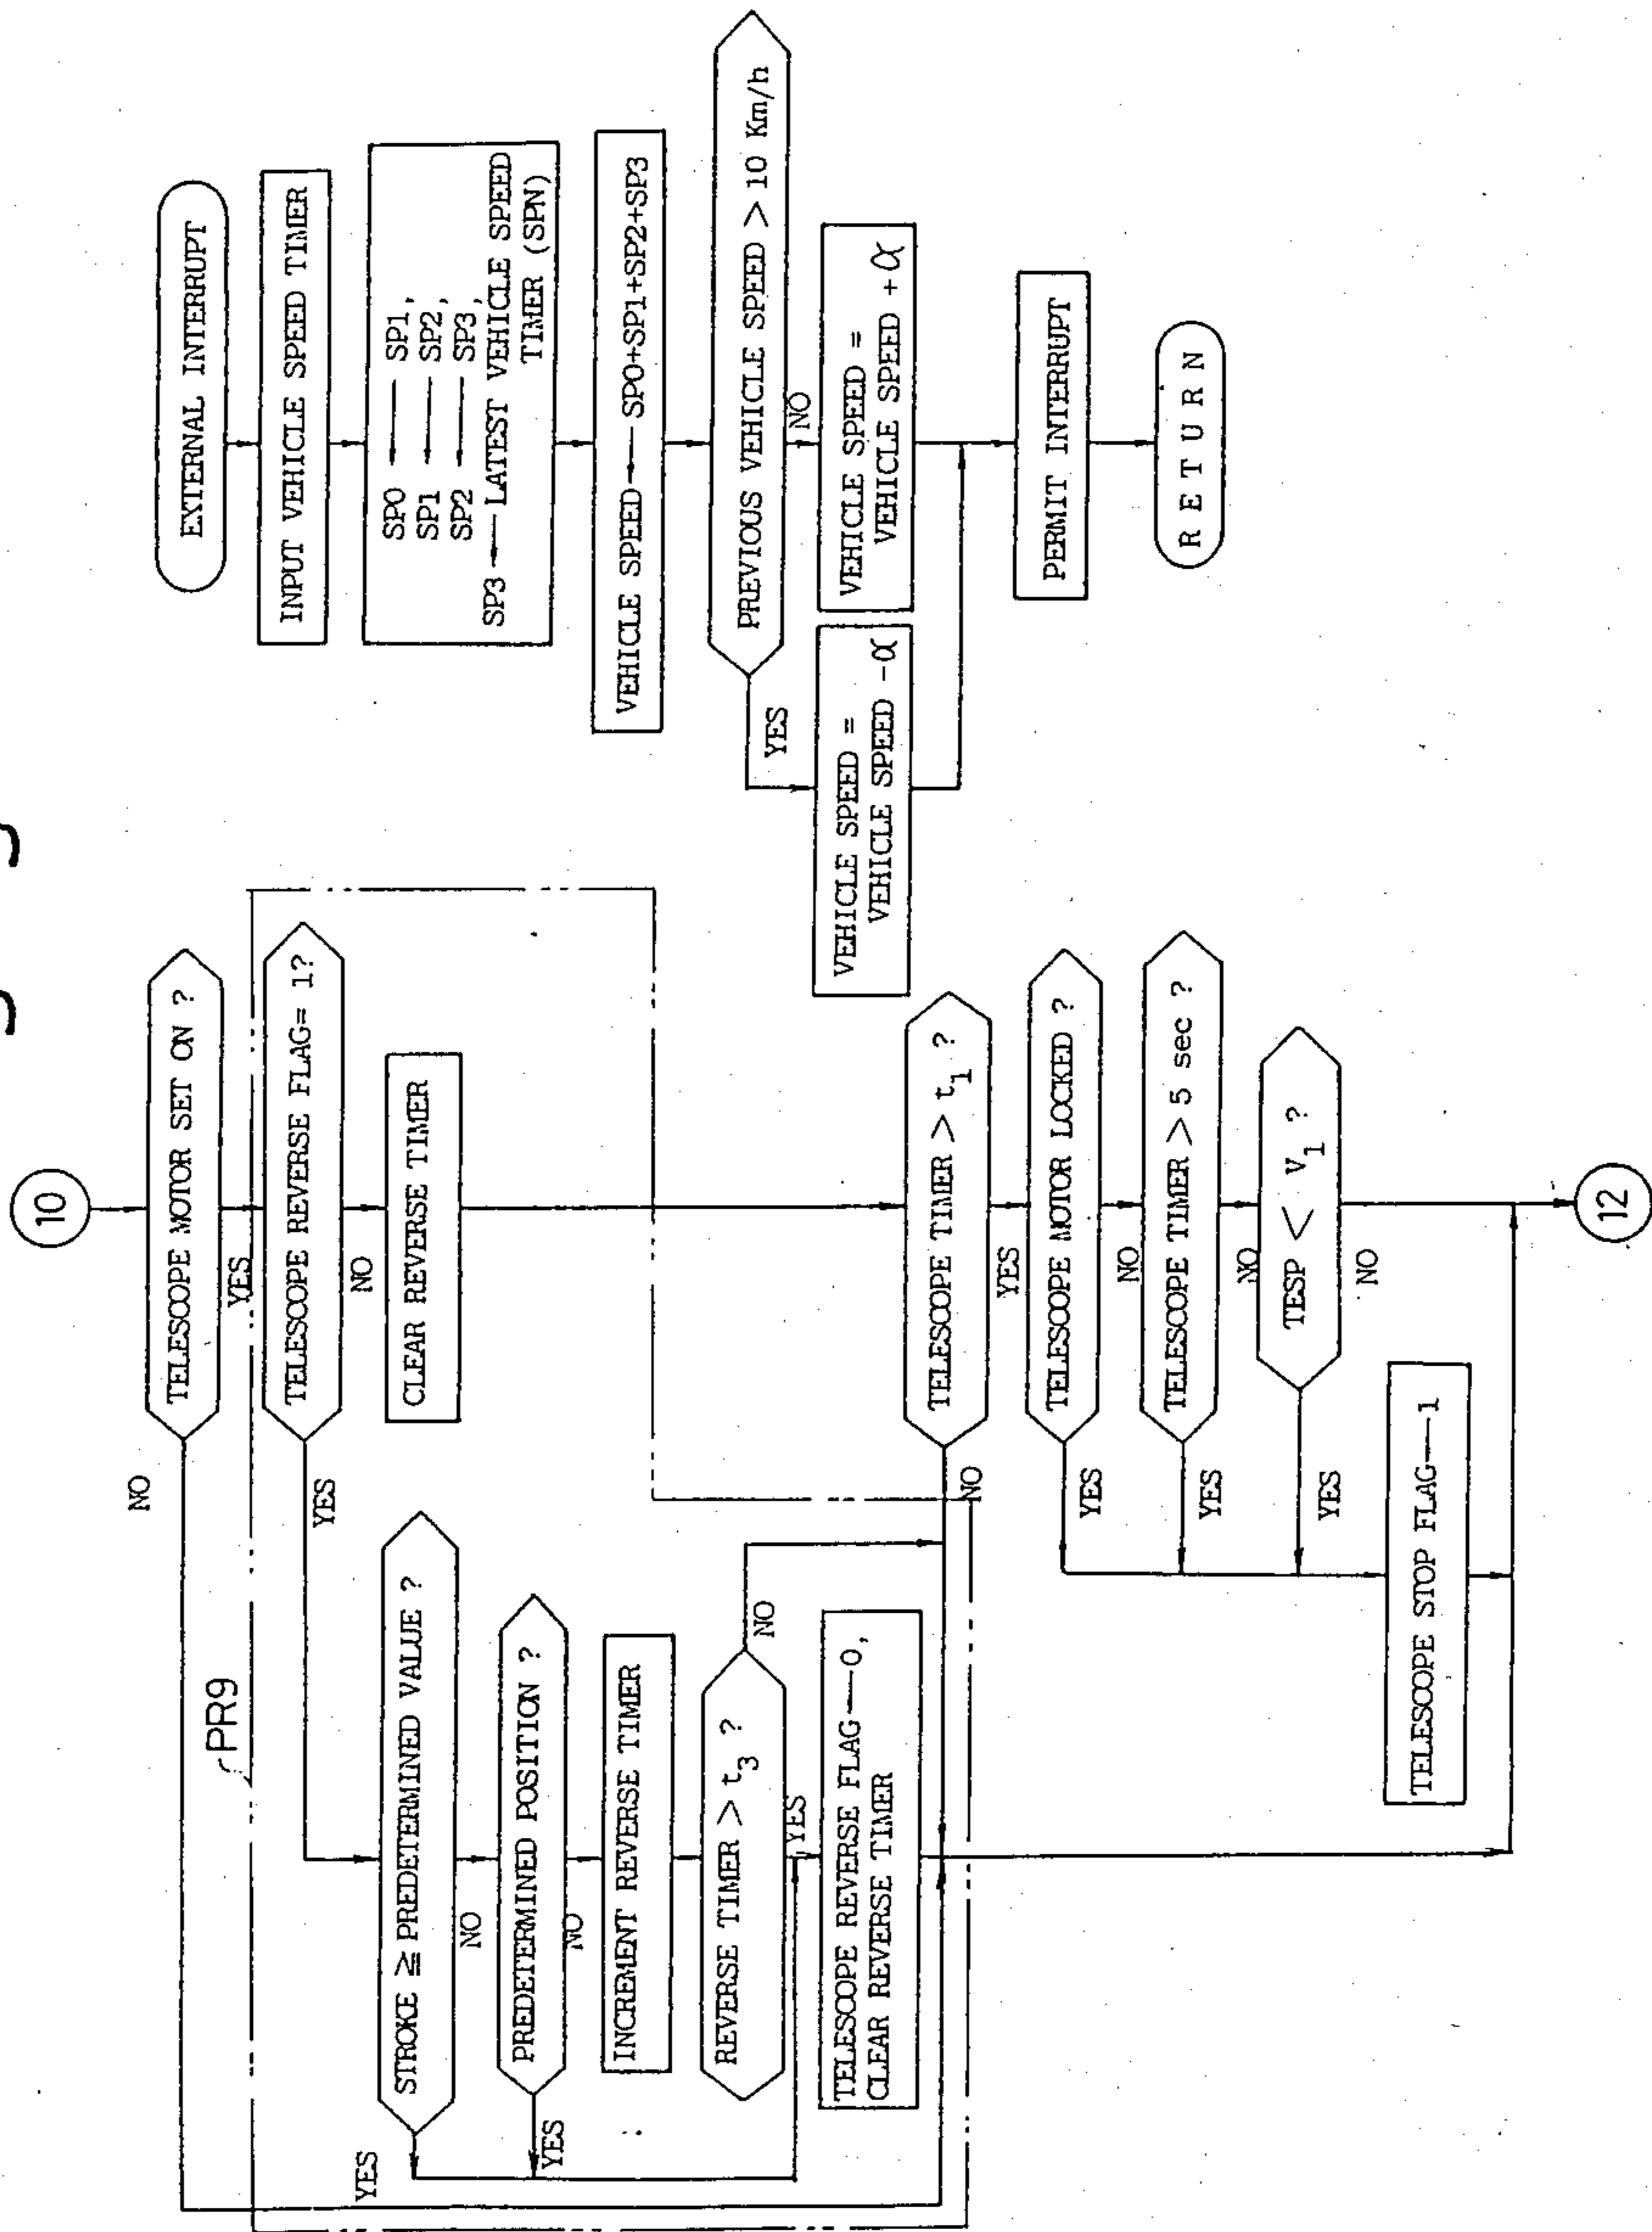 10
TELESCOPE MOTOR SET ON ?
NO
YES
PR9
TELESCOPE REVERSE FLAG= 1?
YES
NO
CLEAR REVERSE TIMER
STROKE ≧ PREDETERMINED VALUE ?
YES
NO
PREDETERMINED POSITION ?
YES
NO
INCREMENT REVERSE TIMER
REVERSE TIMER > t3 ?
NO
YES
TELESCOPE REVERSE FLAG—0,
CLEAR REVERSE TIMER
TELESCOPE TIMER > t1 ?
NO
YES
TELESCOPE MOTOR LOCKED ?
YES
NO
TELESCOPE TIMER > 5 sec ?
YES
NO
TESP < V1 ?
YES
NO
TELESCOPE STOP FLAG—1
12
EXTERNAL INTERRUPT
INPUT VEHICLE SPEED TIMER
SP0 ← SP1,
SP1 ← SP2,
SP2 ← SP3,
SP3 ← LATEST VEHICLE SPEED
TIMER (SPN)
VEHICLE SPEED ← SP0+SP1+SP2+SP3
PREVIOUS VEHICLE SPEED > 10 Km/h
YES
NO
VEHICLE SPEED =
VEHICLE SPEED -α
VEHICLE SPEED =
VEHICLE SPEED + α
PERMIT INTERRUPT
RETURN